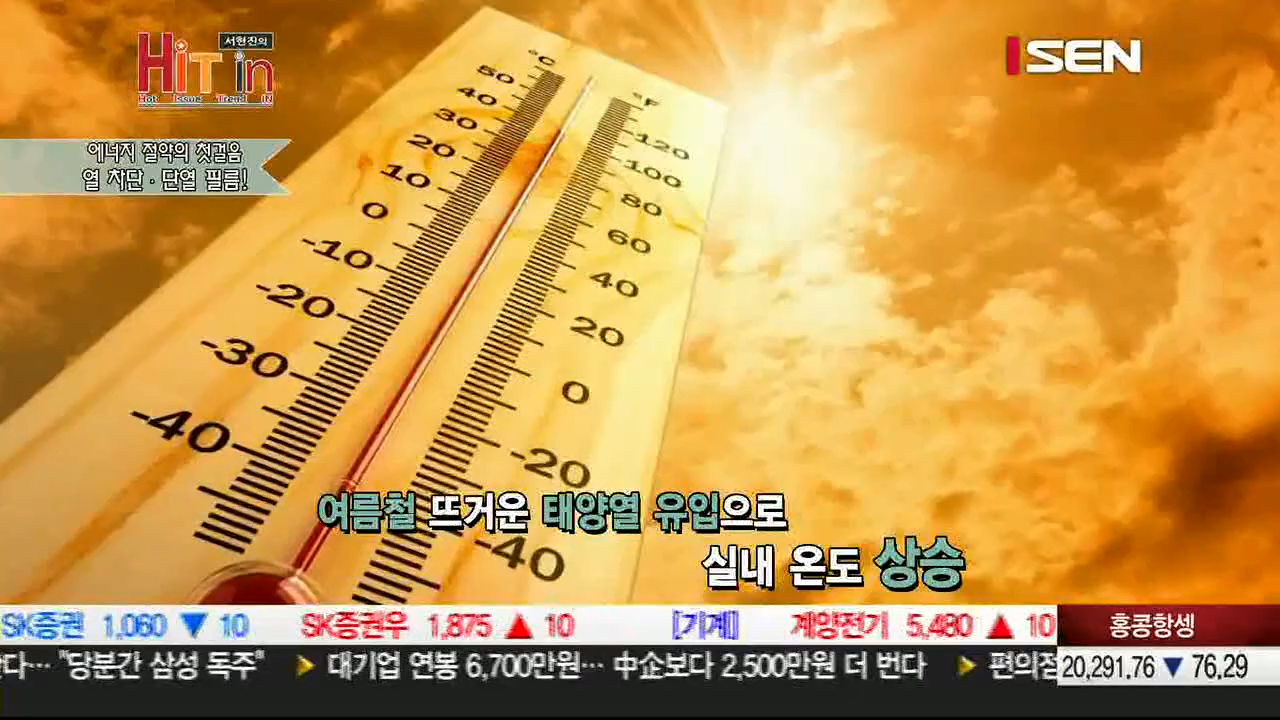 서현진의
HiT in
Hot Issue Trend IN
SEN
에너지 절약의 첫걸음
열 차단 · 단열 필름!
°C
50
40
30
20
10
0
-10
-20
-30
-40
°F
120
100
80
60
40
20
0
-20
-40
여름철 뜨거운 태양열 유입으로
실내 온도 상승
SK증권 1,060 ▼ 10 SK증권우 1,875 ▲ 10 [기계] 계양전기 5,480 ▲ 10
홍콩항셍
다… "당분간 삼성 독주" ▶ 대기업 연봉 6,700만원… 中企보다 2,500만원 더 번다 ▶ 편의점
20,291.76 ▼ 76.29